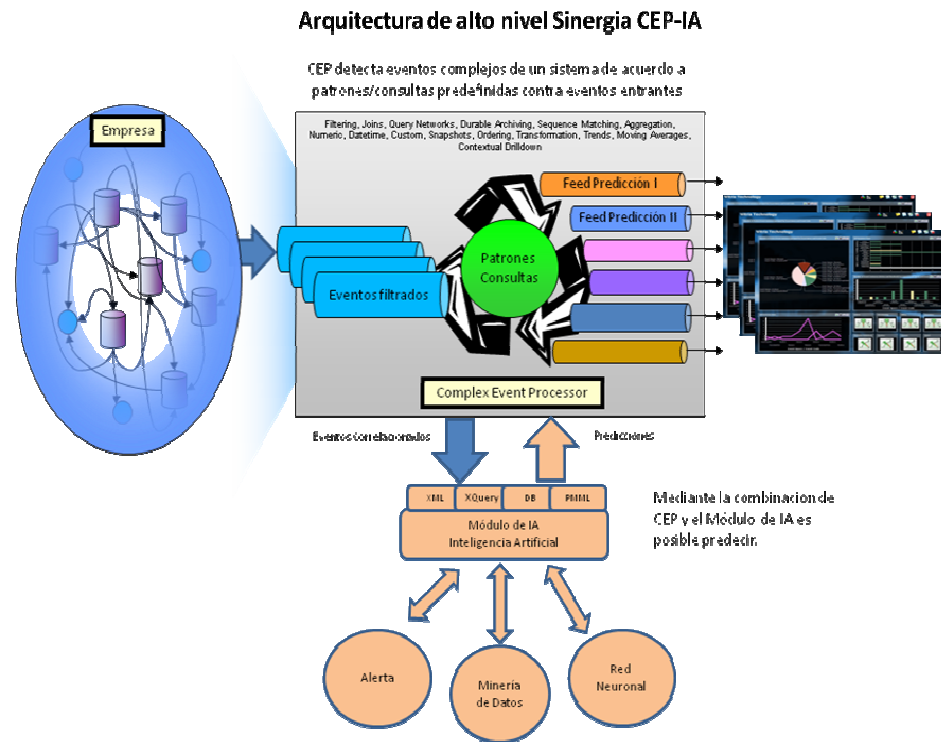 Arquitectura de alto nivel Sinergia CEP-IA
CEP detecta eventos complejos de un sistema de acuerdo a
patrones/consultas predefinidas contra eventos entrantes
Empresa
Filtering, Joins, Query Networks, Durable Archiving, Sequence Matching, Aggregation,
Numeric, Datetime, Custom, Snapshots, Ordering, Transformation, Trends, Moving Averages,
Contextual Drilldown
Feed Predicción I
Feed Predicción II
Patrones
Consultas
Eventos filtrados
Complex Event Processor
Eventos correlacionados
Predicciones
XML
XQuery
DB
PMML
Módulo de IA
Inteligencia Artificial
Mediante la combinacion de
CEP y el Módulo de IA es
posible predecir.
Alerta
Minería
de Datos
Red
Neuronal